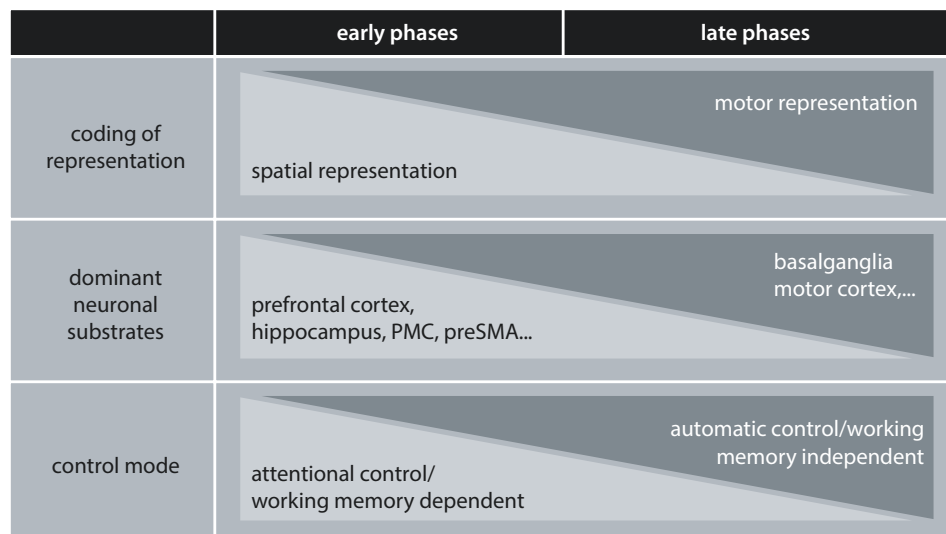 early phases
late phases
coding of
representation
motor representation
spatial representation
dominant
neuronal
substrates
basalganglia
motor cortex,...
prefrontal cortex,
hippocampus, PMC, preSMA...
control mode
automatic control/working
memory independent
attentional control/
working memory dependent